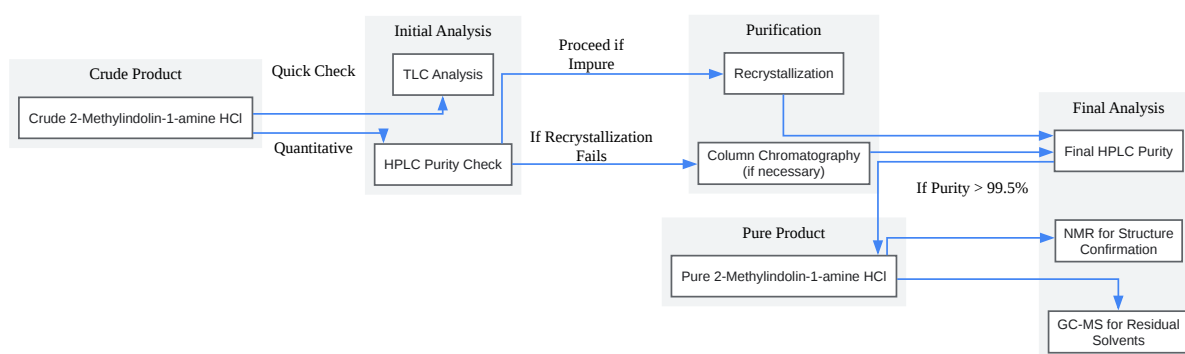 Crude Product
Crude 2-Methylindolin-1-amine HCl
Quick Check
Quantitative
Initial Analysis
TLC Analysis
HPLC Purity Check
Proceed if
Impure
If Recrystallization
Fails
Purification
Recrystallization
Column Chromatography
(if necessary)
Final Analysis
Final HPLC Purity
If Purity > 99.5%
Pure Product
Pure 2-Methylindolin-1-amine HCl
NMR for Structure
Confirmation
GC-MS for Residual
Solvents